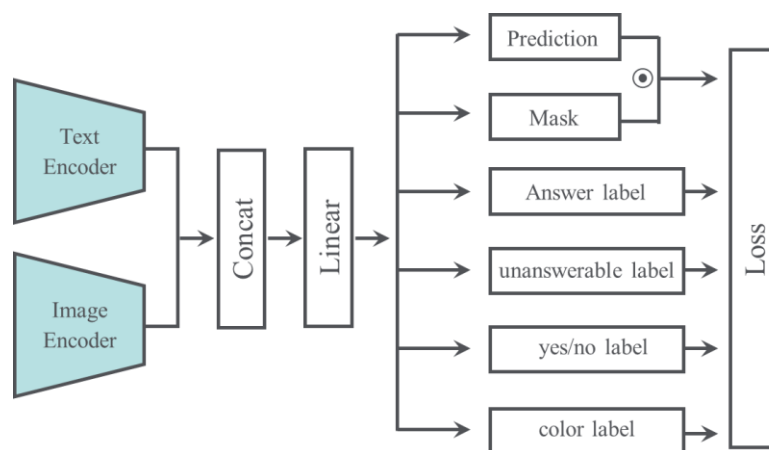 Text
Encoder
Image
Encoder
Concat
Linear
Prediction
Mask
Answer label
unanswerable label
yes/no label
color label
Loss